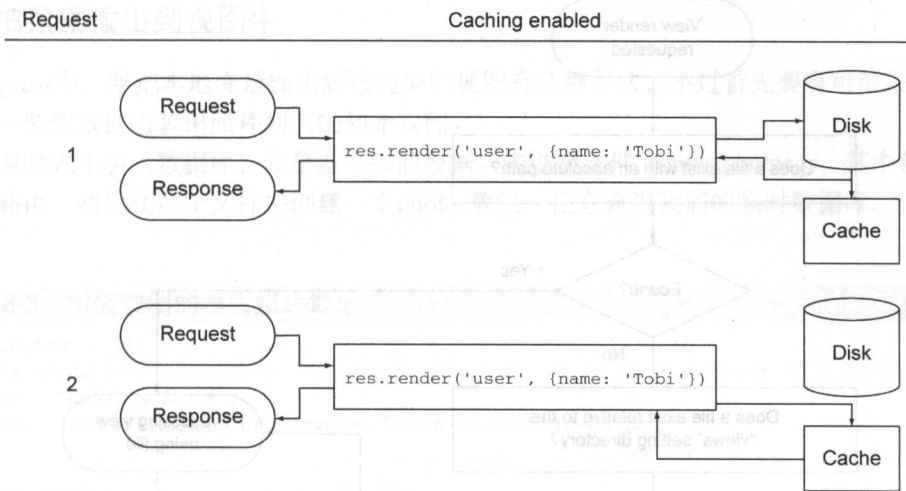 Request Caching enabled
1
Request
Response
res.render('user', {name: 'Tobi'})
Disk
Cache
2
Request
Response
res.render('user', {name: 'Tobi'})
Disk
Cache